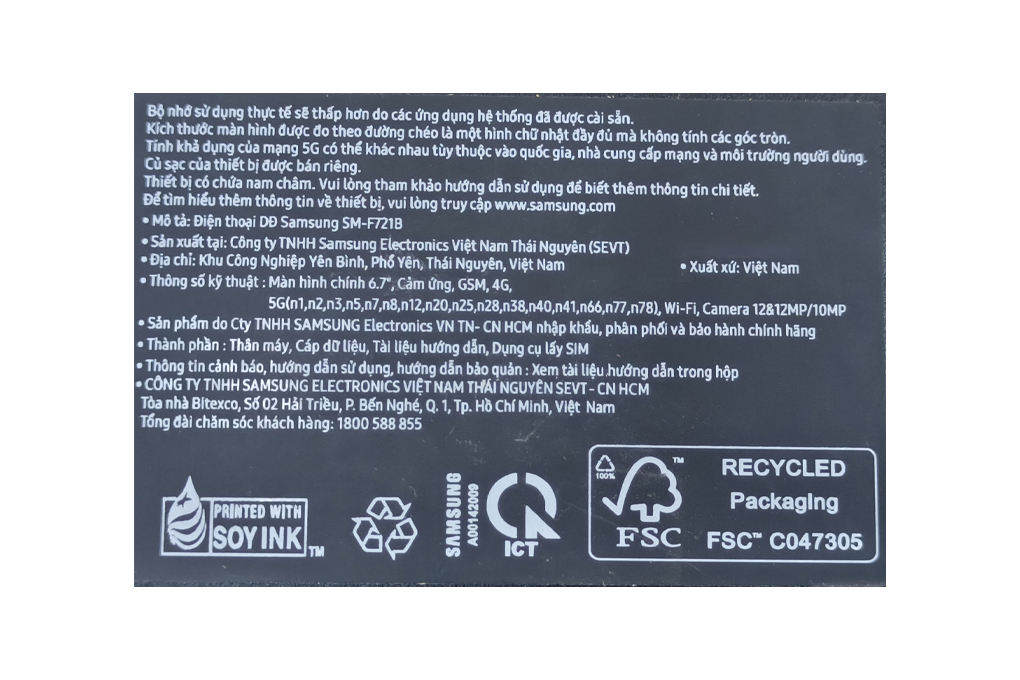 Bộ nhớ sử dụng thực tế sẽ thấp hơn do các ứng dụng hệ thống đã được cài sẵn.
Kích thước màn hình được đo theo đường chéo là một hình chữ nhật đầy đủ mà không tính các góc tròn.
Tính khả dụng của mạng 5G có thể khác nhau tùy thuộc vào quốc gia, nhà cung cấp mạng và môi trường người dùng.
Củ sạc của thiết bị được bán riêng.
Thiết bị có chứa nam châm. Vui lòng tham khảo hướng dẫn sử dụng để biết thêm thông tin chi tiết.
Để tìm hiểu thêm thông tin về thiết bị, vui lòng truy cập www.samsung.com
• Mô tả: Điện thoại DĐ Samsung SM-F721B
• Sản xuất tại: Công ty TNHH Samsung Electronics Việt Nam Thái Nguyên (SEVT)
• Địa chỉ: Khu Công Nghiệp Yên Bình, Phổ Yên, Thái Nguyên, Việt Nam • Xuất xứ: Việt Nam
• Thông số kỹ thuật : Màn hình chính 6.7", Cảm ứng, GSM, 4G,
5G(n1,n2,n3,n5,n7,n8,n12,n20,n25,n28,n38,n40,n41,n66,n77,n78), Wi-Fi, Camera 12&12MP/10MP
• Sản phẩm do Cty TNHH SAMSUNG Electronics VN TN- CN HCM nhập khẩu, phân phối và bảo hành chính hãng
• Thành phần : Thân máy, Cáp dữ liệu, Tài liệu hướng dẫn, Dụng cụ lấy SIM
• Thông tin cảnh báo, hướng dẫn sử dụng, hướng dẫn bảo quản : Xem tài liệu hướng dẫn trong hộp
• CÔNG TY TNHH SAMSUNG ELECTRONICS VIỆT NAM THÁI NGUYÊN SEVT - CN HCM
Tòa nhà Bitexco, Số 02 Hải Triều, P. Bến Nghé, Q. 1, Tp. Hồ Chí Minh, Việt Nam
Tổng đài chăm sóc khách hàng: 1800 588 855
PRINTED WITH
SOY INK™
SAMSUNG
A00142009
ICT
100%
™
FSC
RECYCLED
Packaging
FSC™ C047305